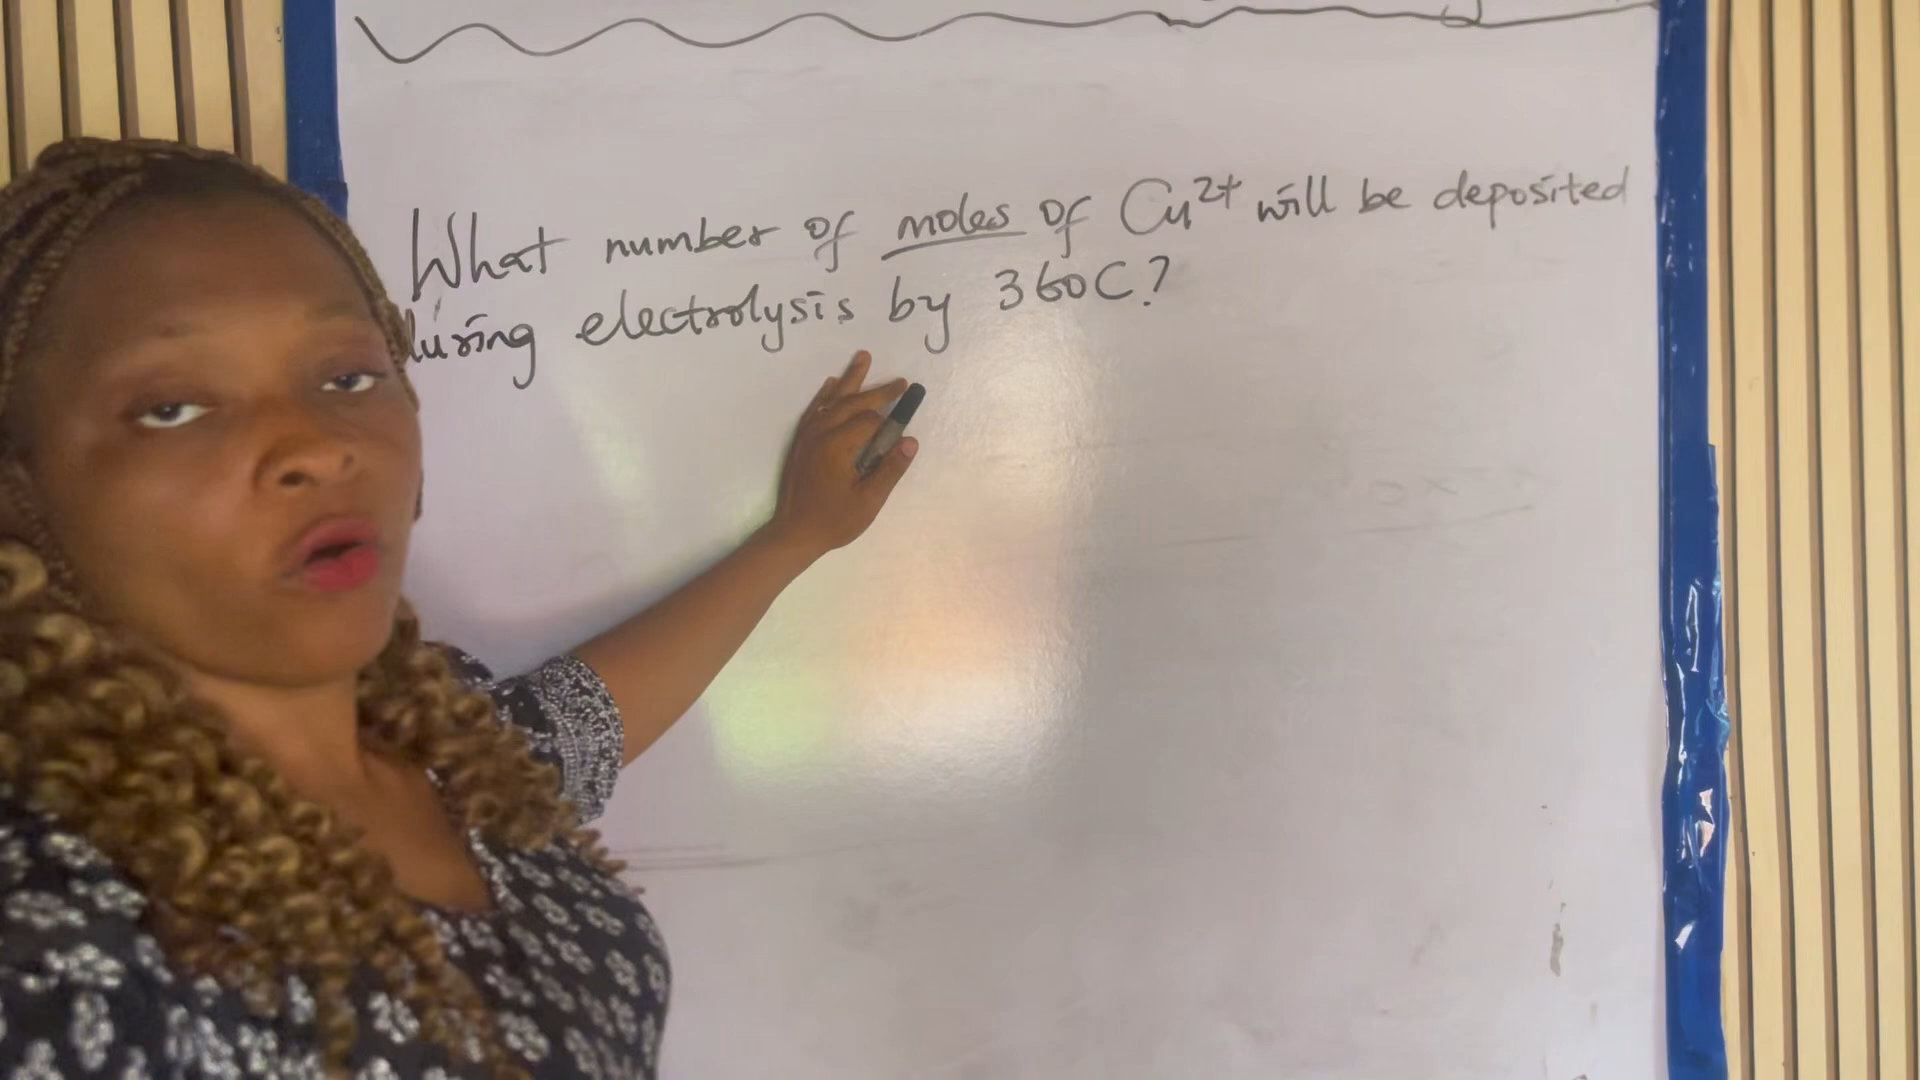 What number of moles of Cu²⁺ will be deposited
during electrolysis by 360C?